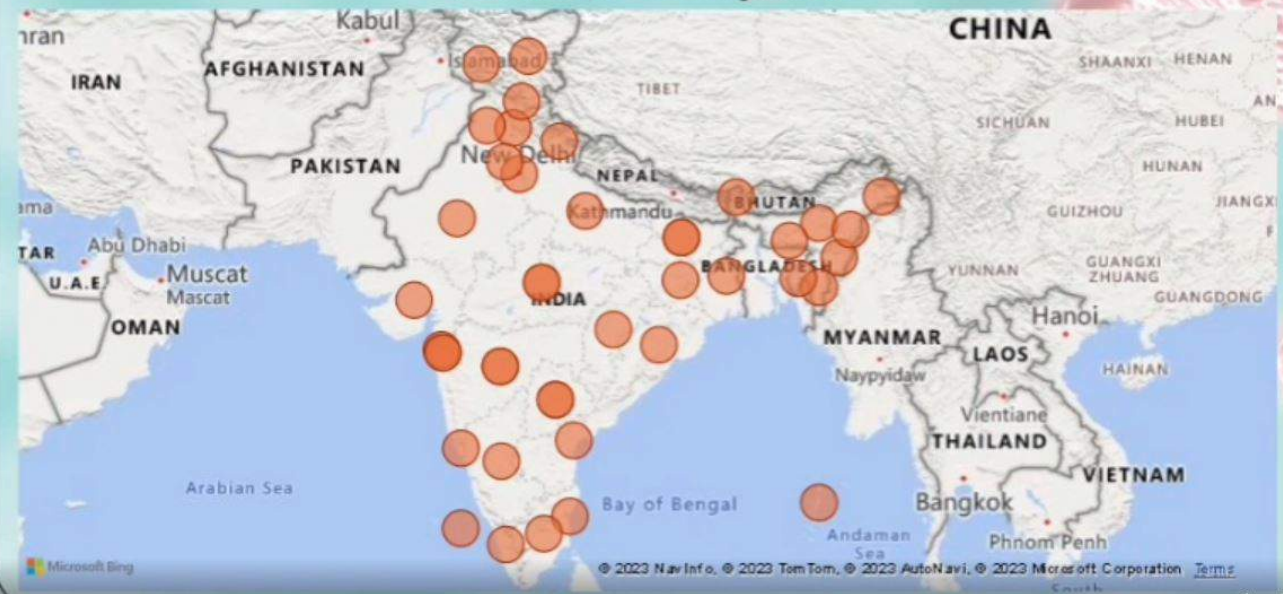 Kabul
CHINA
Islamabad
SHAANXI
HENAN
IRAN
AFGHANISTAN
TIBET
SICHUAN
HUBEI
New Delhi
PAKISTAN
NEPAL
HUNAN
BHUTAN
Kathmandu
GUIZHOU
Abu Dhabi
BANGLADESH
YUNNAN
GUANGXI
ZHUANG
U.A.E.
Muscat
Mascat
INDIA
GUANGDONG
OMAN
Hanoi
MYANMAR
LAOS
Naypyidaw
HAINAN
Vientiane
THAILAND
VIETNAM
Arabian Sea
Bay of Bengal
Bangkok
Andaman
Sea
Phnom Penh
Microsoft Bing
© 2023 NavInfo, © 2023 TomTom, © 2023 AutoNavi, © 2023 Microsoft Corporation Terms